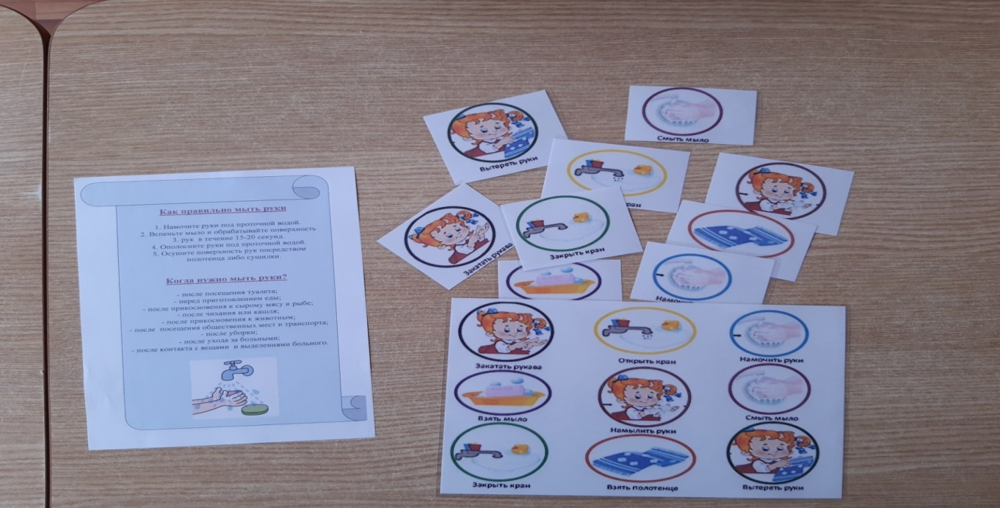 Как правильно мыть руки
1. Намочите руки под проточной водой.
2. Вспеньте мыло и обрабатывайте поверхность
3. рук в течение 15-20 секунд.
4. Ополосните руки под проточной водой.
5. Осушите поверхность рук посредством
полотенца либо сушилки.
Когда нужно мыть руки?
- после посещения туалета;
- перед приготовлением еды;
- после прикосновения к сырому мясу и рыбе;
- после чихания или кашля;
- после прикосновения к животным;
- после посещения общественных мест и транспорта;
- после уборки;
- после ухода за больными;
- после контакта с вещами и выделениями больного.
Вытереть руки
Смыть мыло
Закатать рукава
Закрыть кран
Закатать рукава
Открыть кран
Намочить руки
Взять мыло
Намылить руки
Смыть мыло
Закрыть кран
Взять полотенце
Вытереть руки